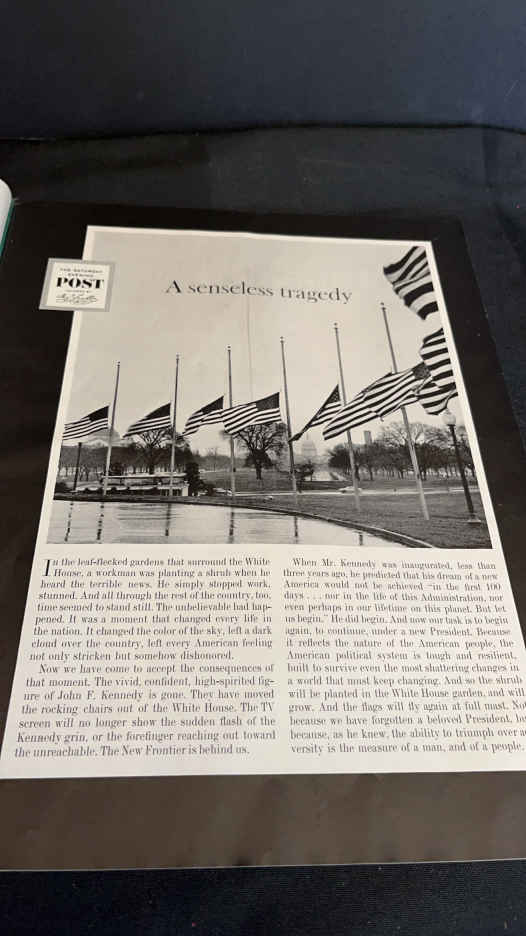 THE SATURDAY
EVENING
POST
A senseless tragedy
In the leaf-flecked gardens that surround the White
House, a workman was planting a shrub when he
heard the terrible news. He simply stopped work,
stunned. And all through the rest of the country, too,
time seemed to stand still. The unbelievable had hap-
pened. It was a moment that changed every life in
the nation. It changed the color of the sky, left a dark
cloud over the country, left every American feeling
not only stricken but somehow dishonored.
Now we have come to accept the consequences of
that moment. The vivid, confident, high-spirited fig-
ure of John F. Kennedy is gone. They have moved
the rocking chairs out of the White House. The TV
screen will no longer show the sudden flash of the
Kennedy grin, or the forefinger reaching out toward
the unreachable. The New Frontier is behind us.
When Mr. Kennedy was inaugurated, less than
three years ago, he predicted that his dream of a new
America would not be achieved "in the first 100
days . . . nor in the life of this Administration, nor
even perhaps in our lifetime on this planet. But let
us begin." He did begin. And now our task is to begin
again, to continue, under a new President. Because
it reflects the nature of the American people, the
American political system is tough and resilient,
built to survive even the most shattering changes in
a world that must keep changing. And so the shrub
will be planted in the White House garden, and will
grow. And the flags will fly again at full mast. Not
because we have forgotten a beloved President, but
because, as he knew, the ability to triumph over ad
versity is the measure of a man, and of a people.